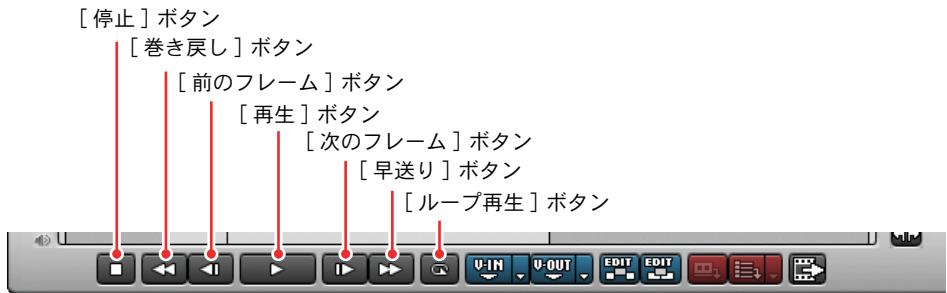 [ 停止 ] ボタン
[ 巻き戻し ] ボタン
[ 前のフレーム ] ボタン
[ 再生 ] ボタン
[ 次のフレーム ] ボタン
[ 早送り ] ボタン
[ ループ再生 ] ボタン
V-IN V-OUT EDIT EDIT